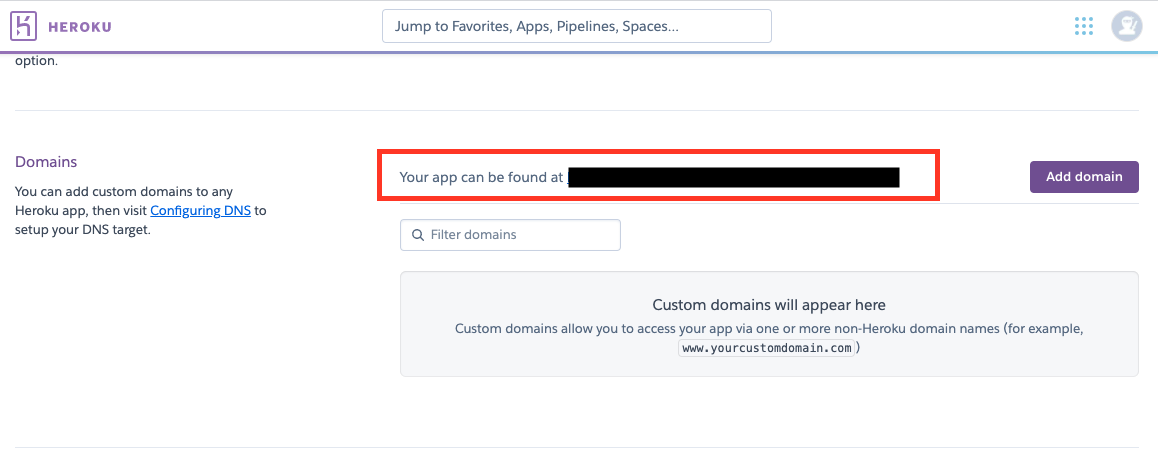 HEROKU
Jump to Favorites, Apps, Pipelines, Spaces...
option.
Domains
You can add custom domains to any
Heroku app, then visit Configuring DNS to
setup your DNS target.
Your app can be found at
Add domain
Filter domains
Custom domains will appear here
Custom domains allow you to access your app via one or more non-Heroku domain names (for example,
www.yourcustomdomain.com)